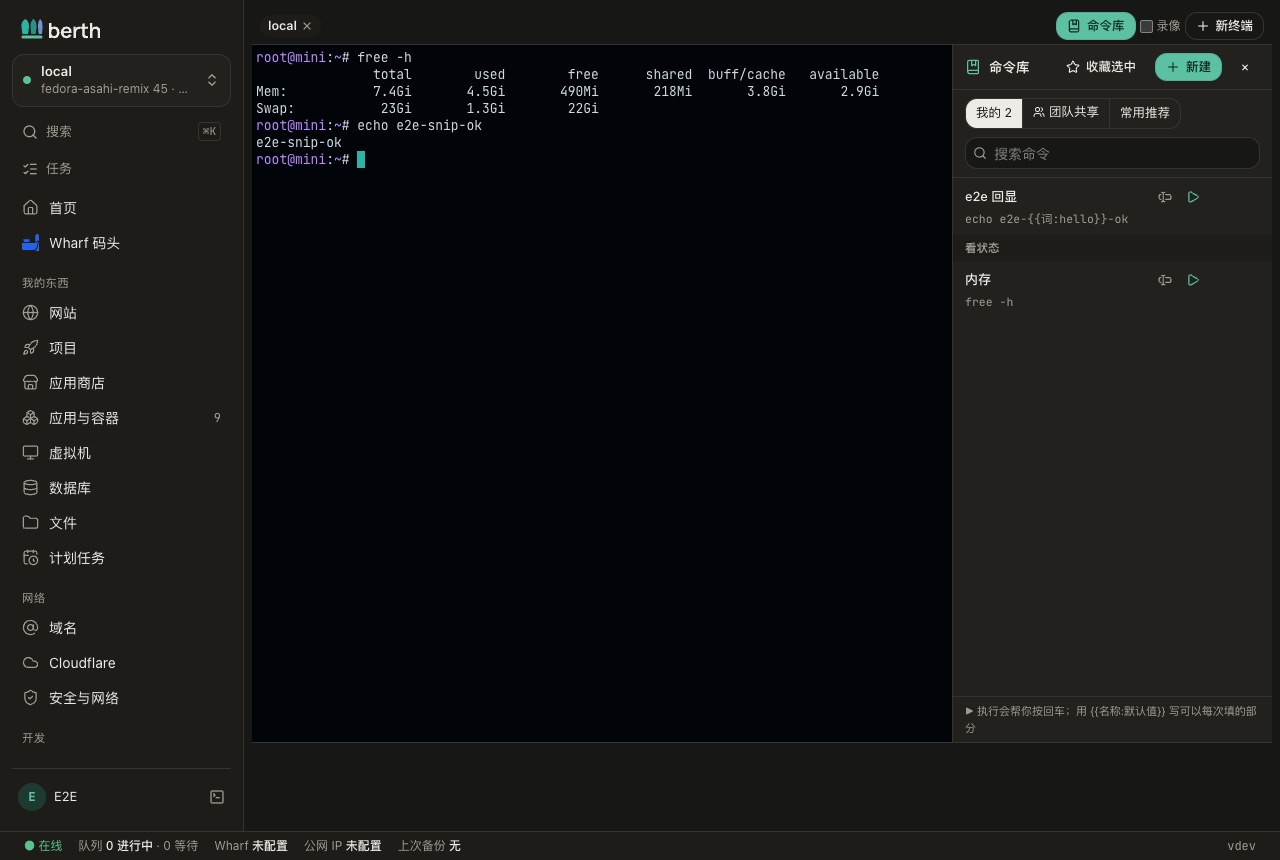 berth
local
fedora-asahi-remix 45 · ...
搜索 ⌘K
任务
首页
Wharf 码头
我的东西
网站
项目
应用商店
应用与容器 9
虚拟机
数据库
文件
计划任务
网络
域名
Cloudflare
安全与网络
开发
E E2E
local ×
命令库 录像 + 新终端
root@mini:~# free -h
total used free shared buff/cache available
Mem: 7.4Gi 4.5Gi 490Mi 218Mi 3.8Gi 2.9Gi
Swap: 23Gi 1.3Gi 22Gi
root@mini:~# echo e2e-snip-ok
e2e-snip-ok
root@mini:~#
命令库 收藏选中 + 新建 ×
我的 2 团队共享 常用推荐
搜索命令
e2e 回显
echo e2e-{{词:hello}}-ok
看状态
内存
free -h
▶ 执行会帮你按回车；用 {{名称:默认值}} 写可以每次填的部
分
在线 队列 0 进行中 · 0 等待 Wharf 未配置 公网 IP 未配置 上次备份 无 vdev